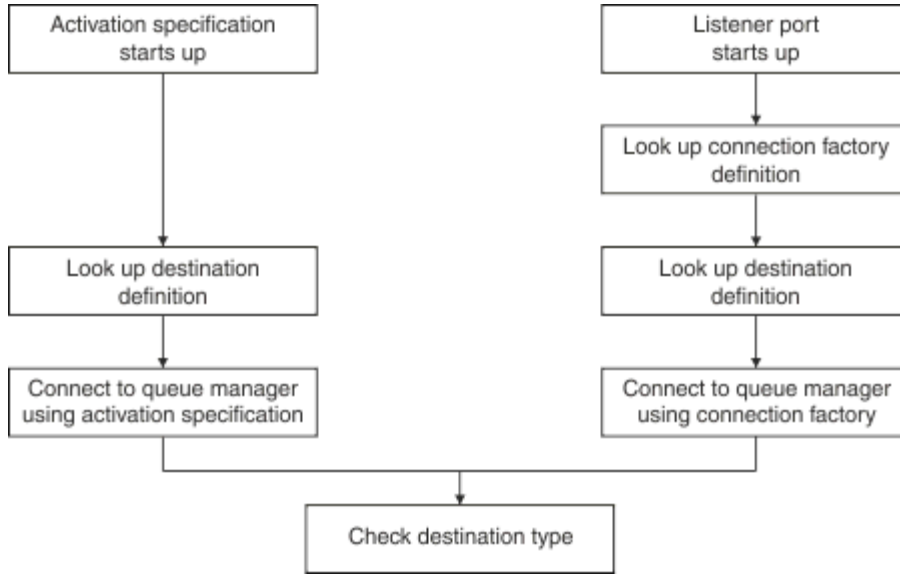 Activation specification
starts up
Listener port
starts up
Look up connection factory
definition
Look up destination
definition
Look up destination
definition
Connect to queue manager
using activation specification
Connect to queue manager
using connection factory
Check destination type